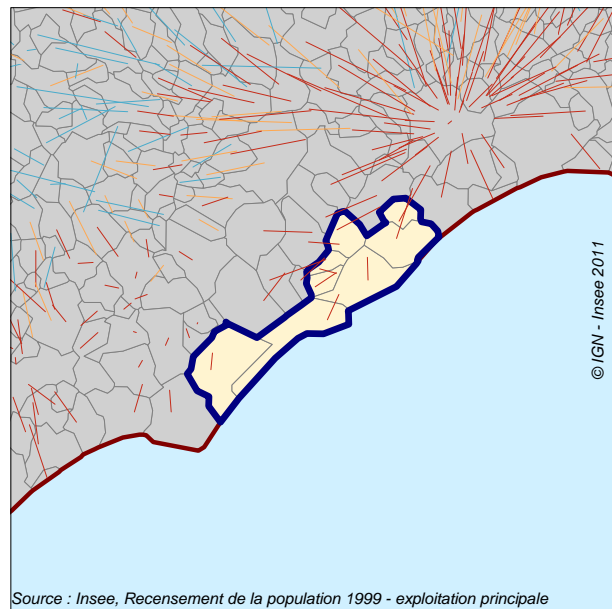 © IGN - Insee 2011
Source : Insee, Recensement de la population 1999 - exploitation principale